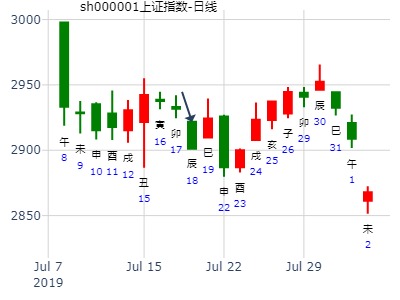 sh000001上证指数-日线
3000
2950
2900
2850
午
8
未
9
申
10
酉
11
戌
12
丑
15
寅
16
卯
17
辰
18
巳
19
申
22
酉
23
戌
24
亥
25
子
26
卯
29
辰
30
巳
31
午
1
未
2
Jul 7
2019
Jul 15
Jul 22
Jul 29